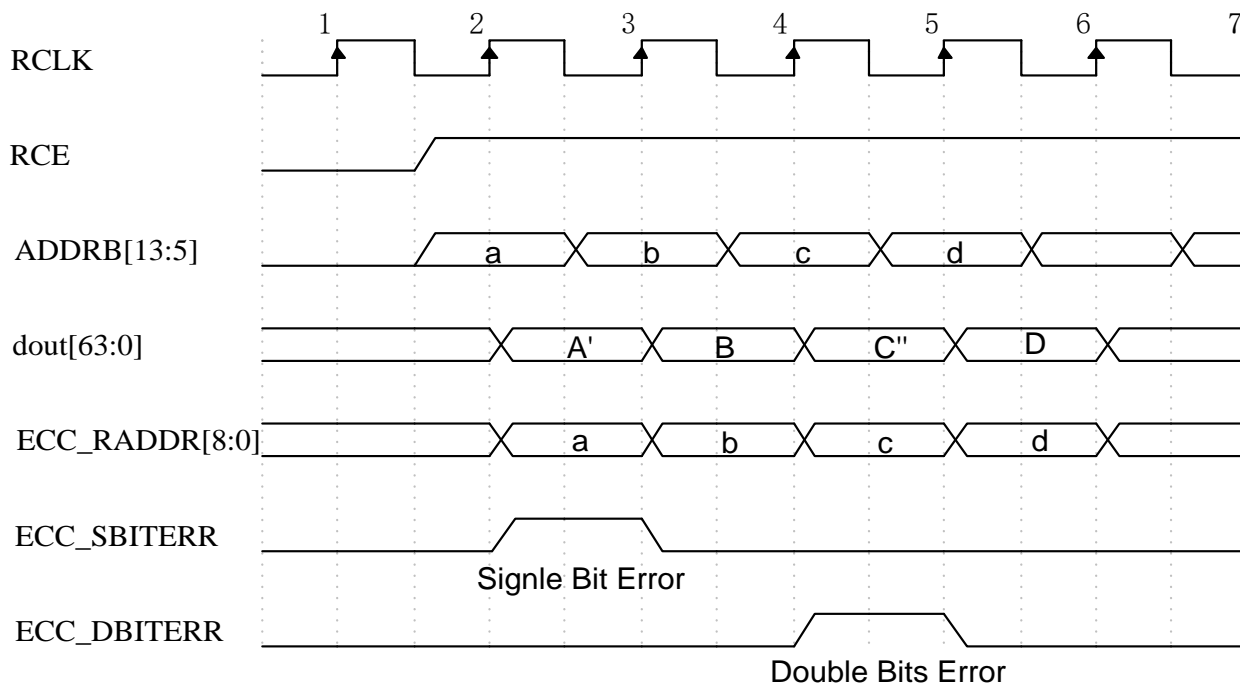 1 2 3 4 5 6 7
RCLK
RCE
ADDRB[13:5] a b c d
dout[63:0] A' B C'' D
ECC_RADDR[8:0] a b c d
ECC_SBITERR
Signle Bit Error
ECC_DBITERR
Double Bits Error